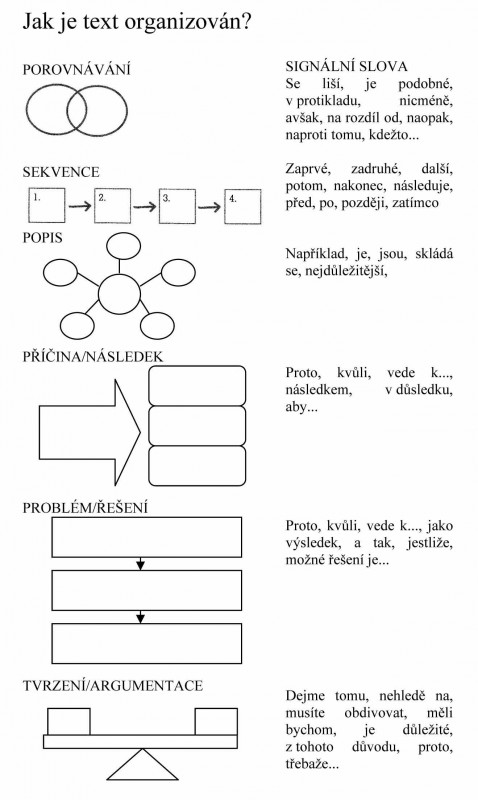 Jak je text organizován?
POROVNÁVÁNÍ
SIGNÁLNÍ SLOVA
Se liší, je podobné,
v protikladu, nicméně,
avšak, na rozdíl od, naopak,
naproti tomu, kdežto...
SEKVENCE
1. 2. 3. 4.
Zaprvé, zadruhé, další,
potom, nakonec, následuje,
před, po, později, zatímco
POPIS
Například, je, jsou, skládá
se, nejdůležitější,
PŘÍČINA/NÁSLEDEK
Proto, kvůli, vede k...,
následkem, v důsledku,
aby...
PROBLÉM/ŘEŠENÍ
Proto, kvůli, vede k..., jako
výsledek, a tak, jestliže,
možné řešení je...
TVRZENÍ/ARGUMENTACE
Dejme tomu, nehledě na,
musíte obdivovat, měli
bychom, je důležité,
z tohoto důvodu, proto,
třebaže...